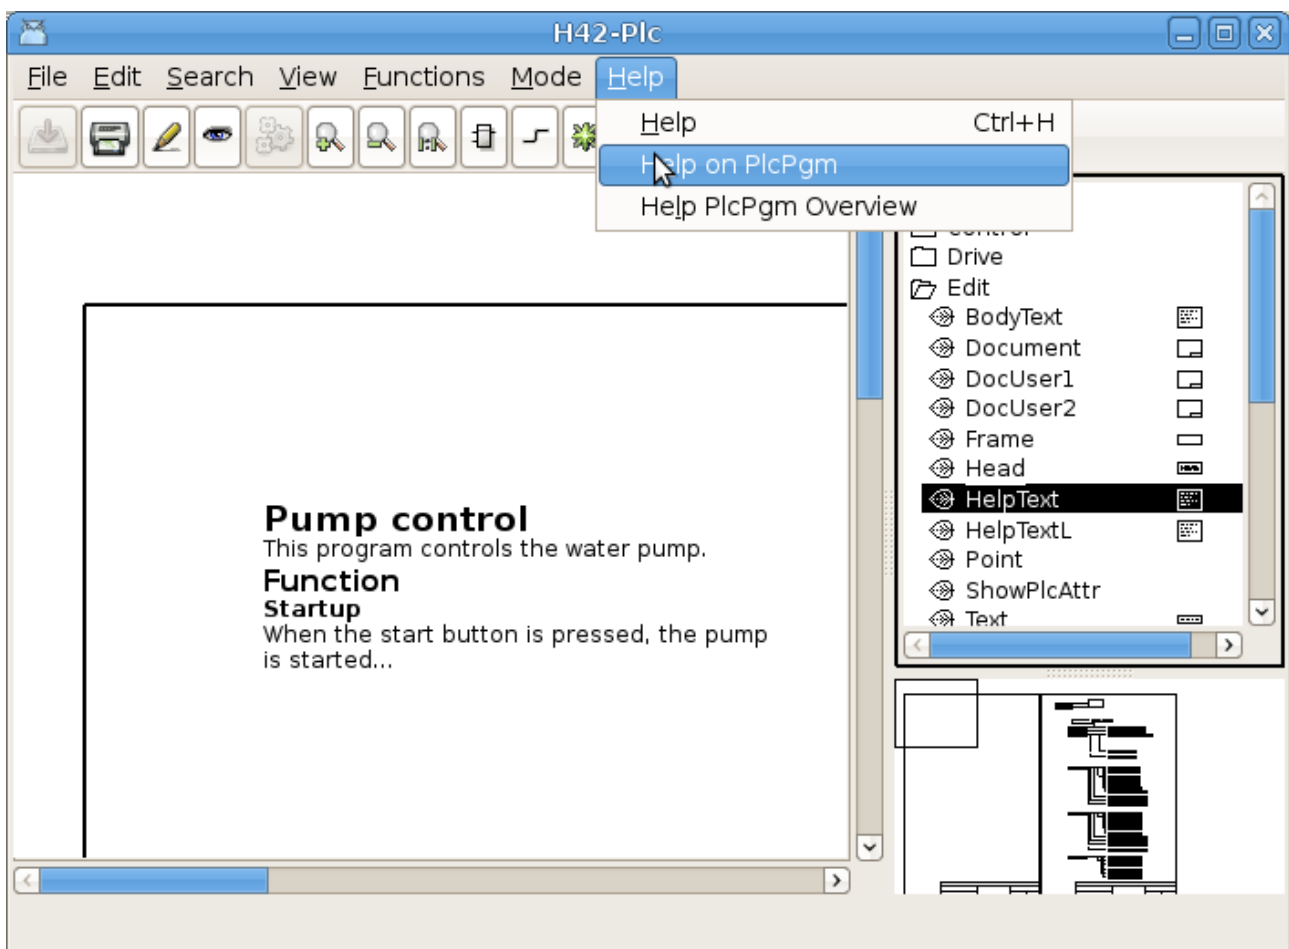 H42-Plc
File Edit Search View Functions Mode Help
Help Ctrl+H
Help on PlcPgm
Help PlcPgm Overview
Control
Drive
Edit
BodyText
Document
DocUser1
DocUser2
Frame
Head
HelpText
HelpTextL
Point
ShowPlcAttr
Text
Pump control
This program controls the water pump.
Function
Startup
When the start button is pressed, the pump
is started...